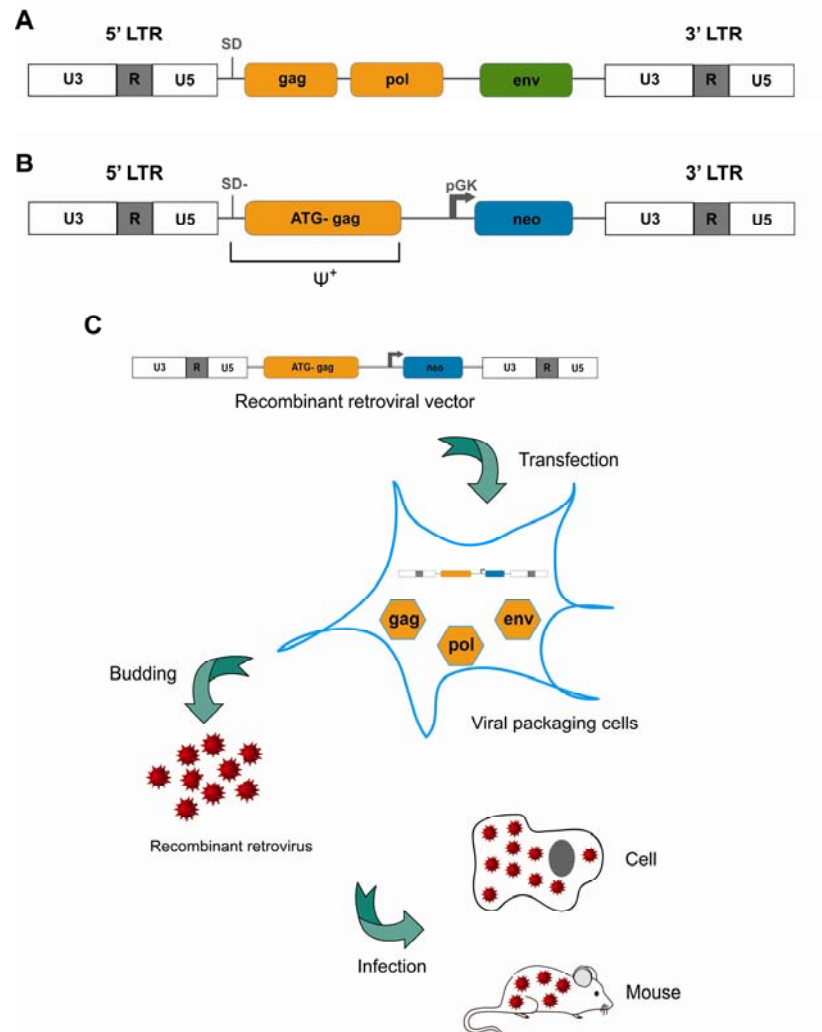 A
5’ LTR 3’ LTR
SD
U3 R U5 gag pol env U3 R U5
B
5’ LTR 3’ LTR
SD- pGK
U3 R U5 ATG- gag neo U3 R U5
Ψ+
C
U3 R U5 ATG- gag neo U3 R U5
Recombinant retroviral vector
Transfection
gag env
pol
Budding
Viral packaging cells
Recombinant retrovirus
Cell
Infection
Mouse